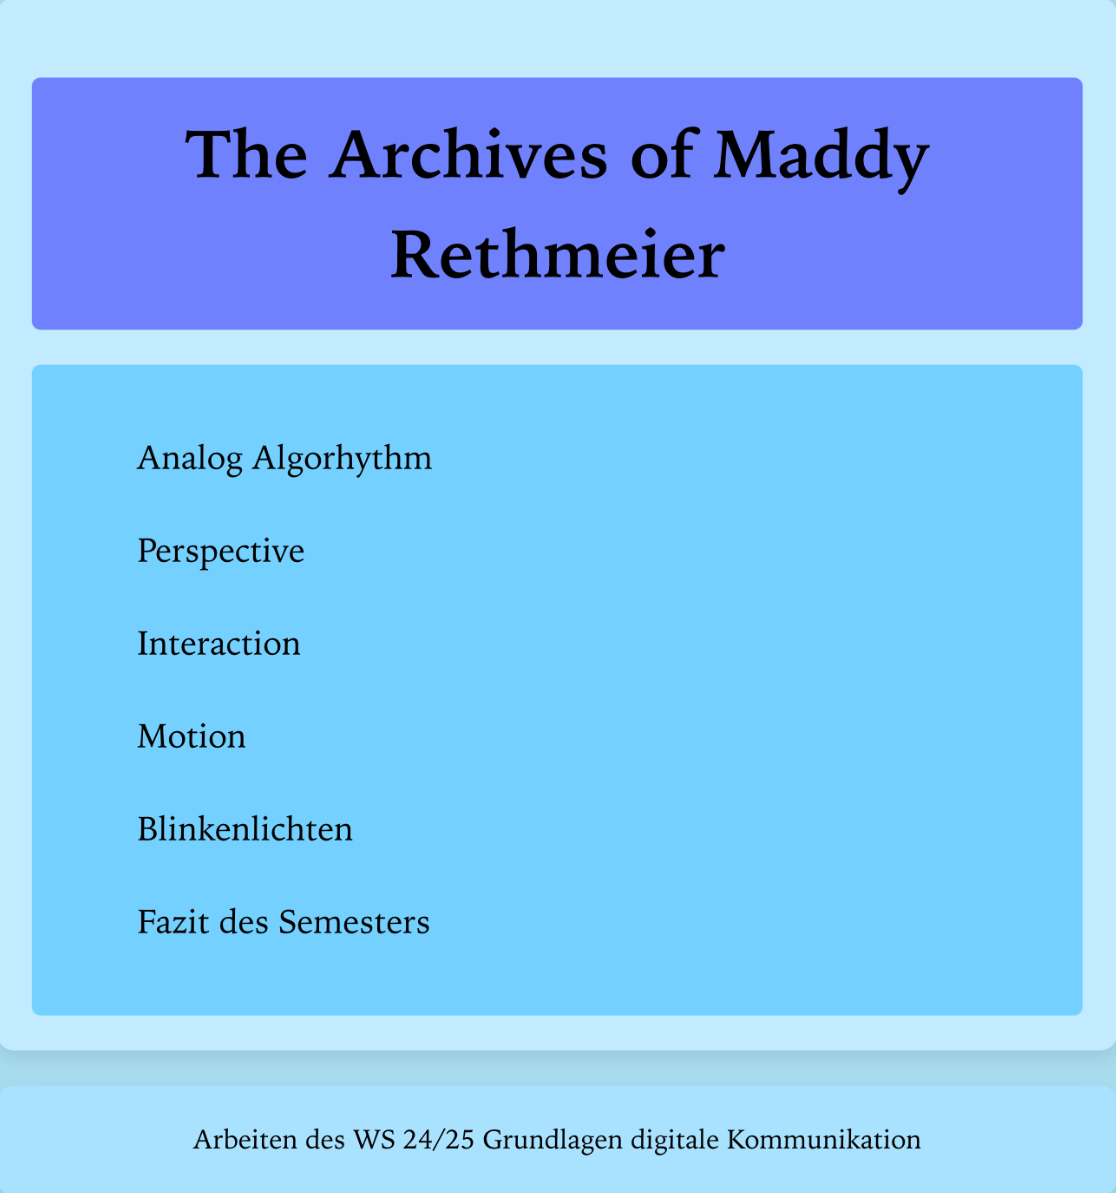 The Archives of Maddy
Rethmeier
Analog Algorhythm
Perspective
Interaction
Motion
Blinkenlichten
Fazit des Semesters
Arbeiten des WS 24/25 Grundlagen digitale Kommunikation